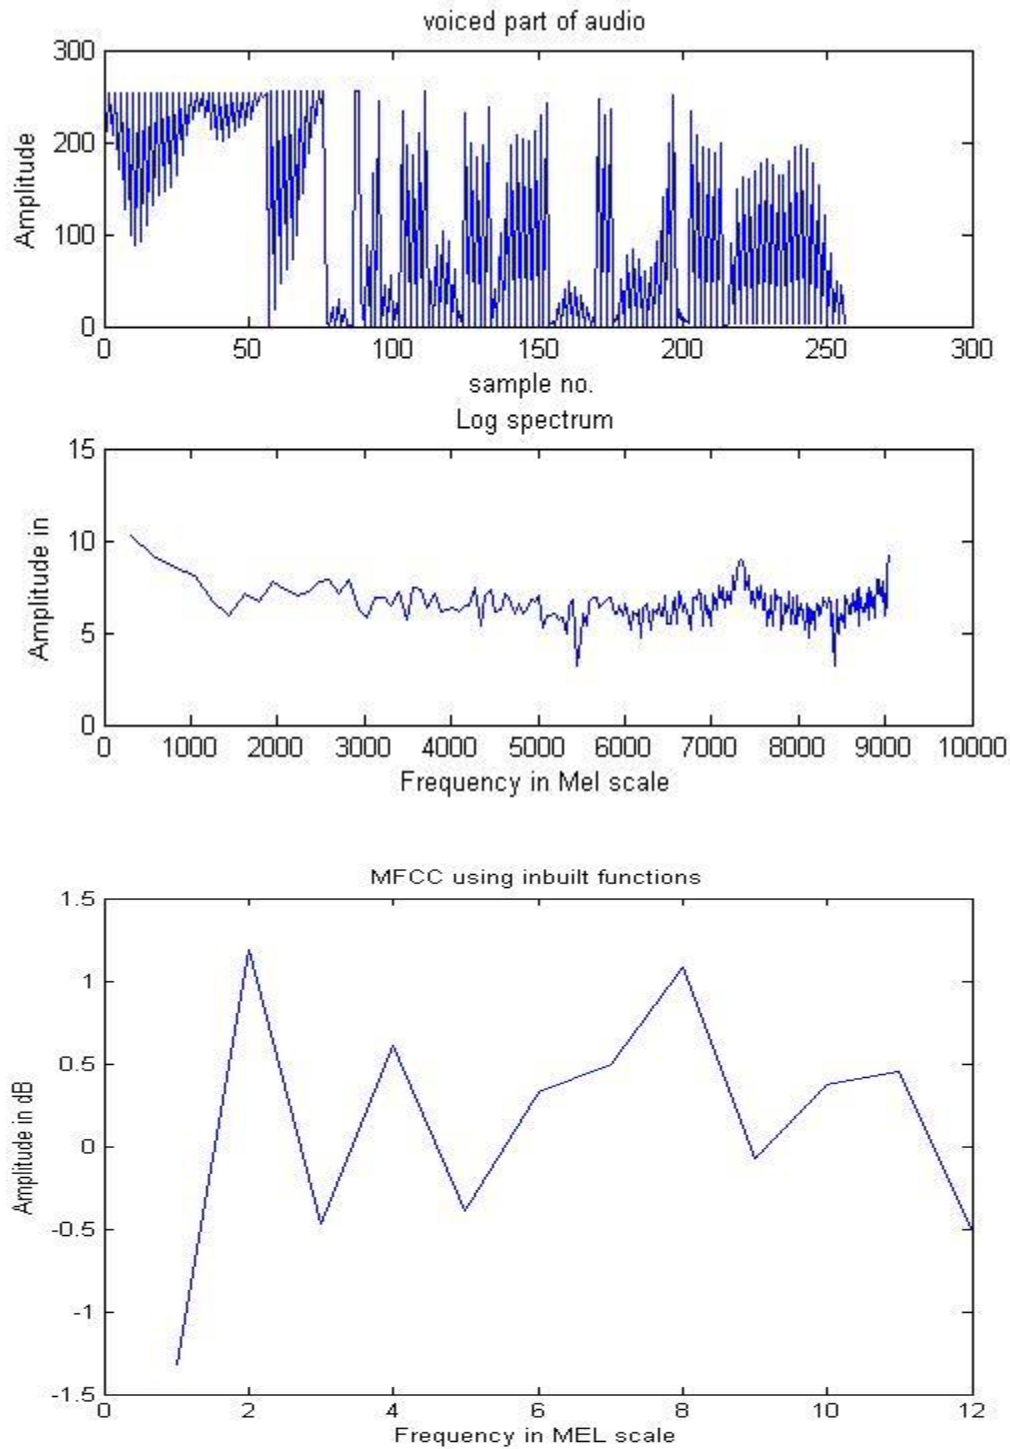 voiced part of audio
300
200
100
0
Amplitude
0 50 100 150 200 250 300
sample no.
Log spectrum
15
10
5
0
Amplitude in
0 1000 2000 3000 4000 5000 6000 7000 8000 9000 10000
Frequency in Mel scale
MFCC using inbuilt functions
1.5
1
0.5
0
-0.5
-1
-1.5
Amplitude in dB
0 2 4 6 8 10 12
Frequency in MEL scale